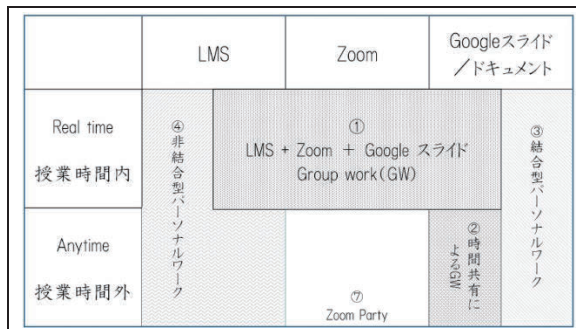 LMS
Zoom
Googleスライド
／ドキュメント
Real time
授業時間内
④非結合型パーソナルワーク
①
LMS + Zoom ＋ Google スライド
Group work(GW)
③結合型パーソナルワーク
Anytime
授業時間外
②時間共有に
よるGW
⑦
Zoom Party